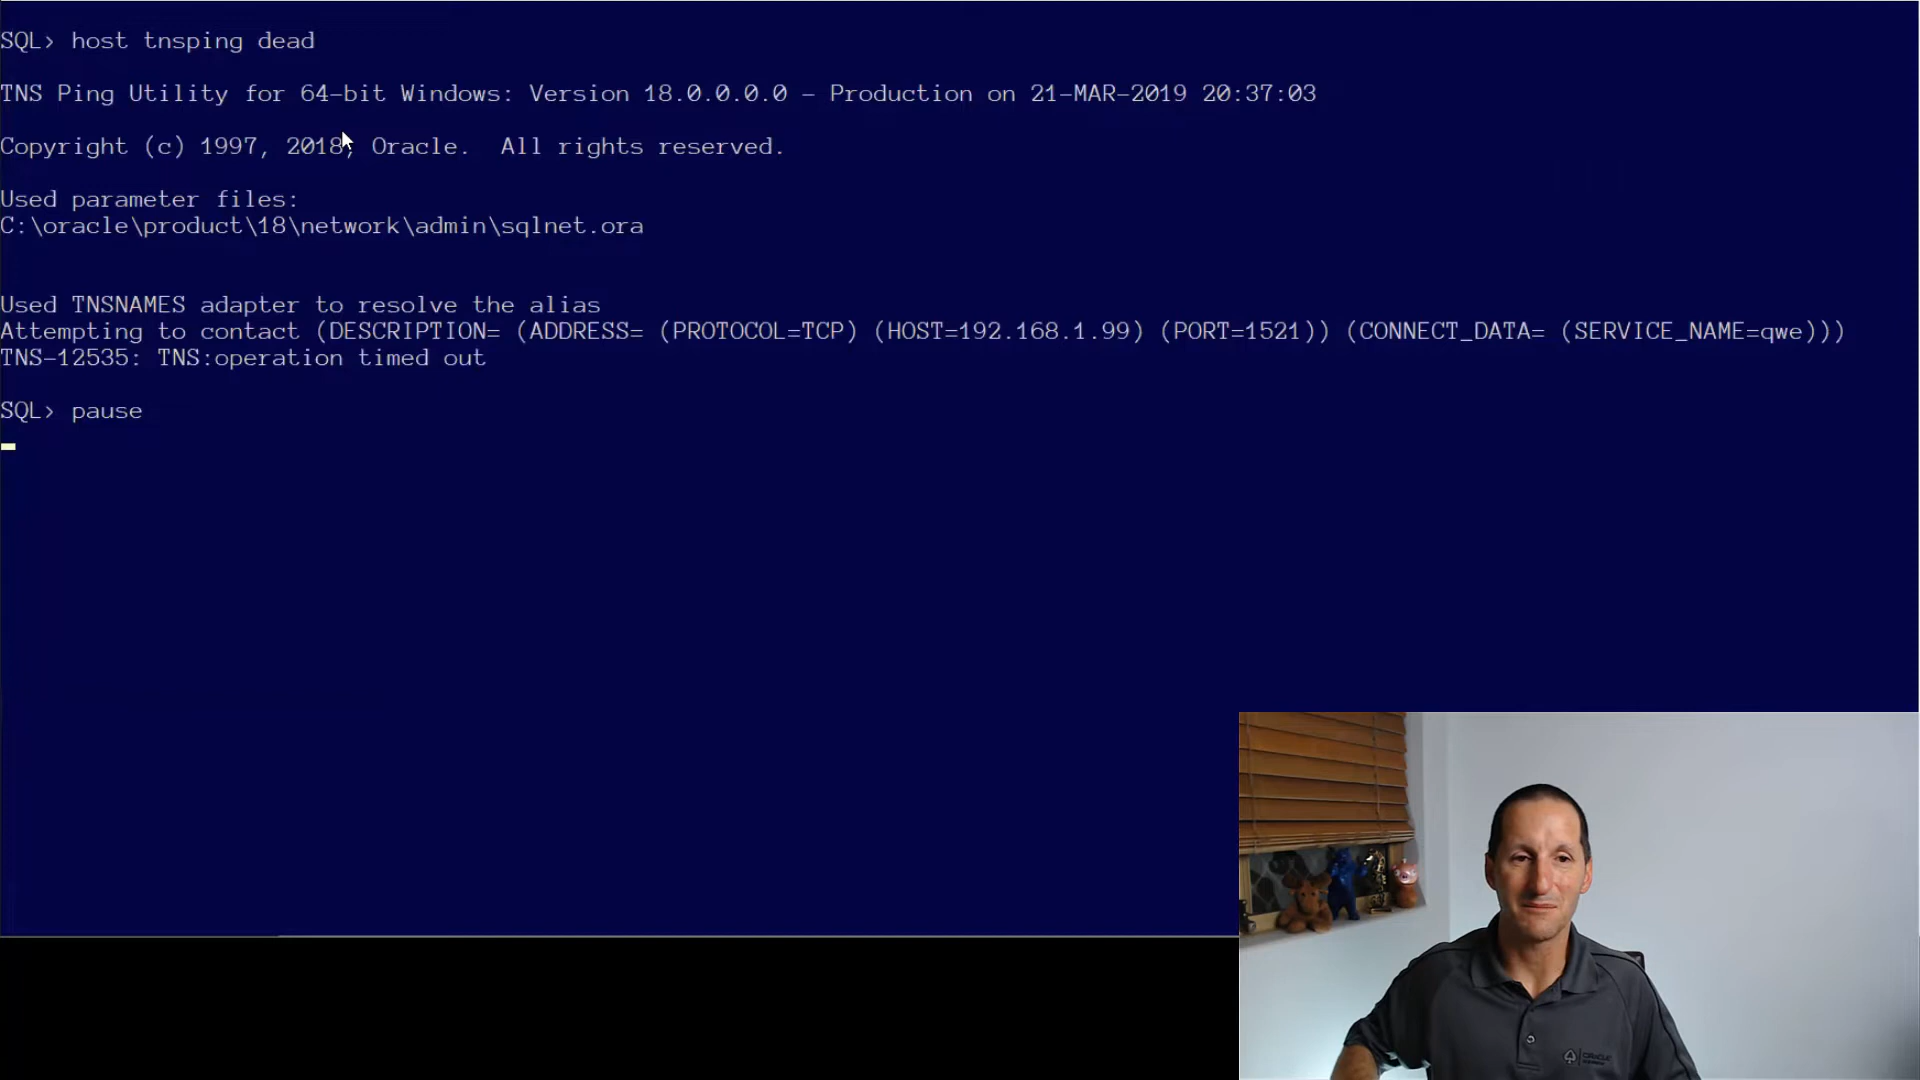 SQL> host tnsping dead
TNS Ping Utility for 64-bit Windows: Version 18.0.0.0.0 - Production on 21-MAR-2019 20:37:03
Copyright (c) 1997, 2018, Oracle.  All rights reserved.
Used parameter files:
C:\oracle\product\18\network\admin\sqlnet.ora
Used TNSNAMES adapter to resolve the alias
Attempting to contact (DESCRIPTION= (ADDRESS= (PROTOCOL=TCP) (HOST=192.168.1.99) (PORT=1521)) (CONNECT_DATA= (SERVICE_NAME=qwe)))
TNS-12535: TNS:operation timed out
SQL> pause
ORACLE